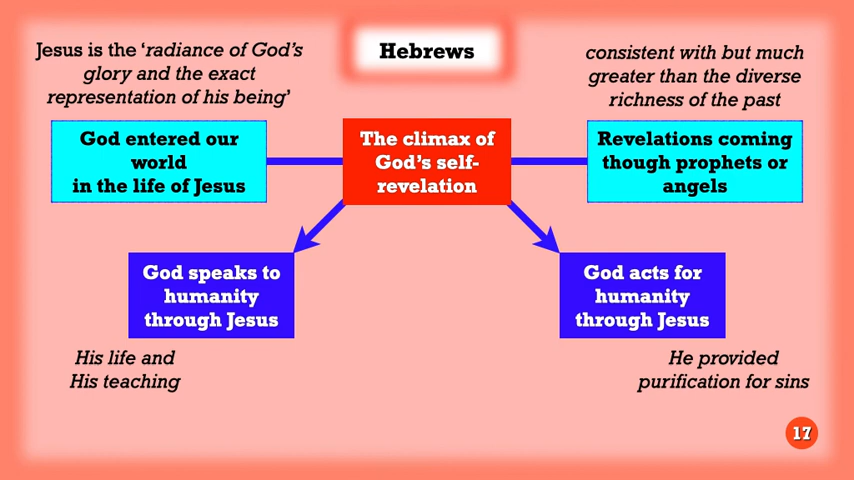 Hebrews
Jesus is the ‘radiance of God’s
glory and the exact
representation of his being’
consistent with but much
greater than the diverse
richness of the past
God entered our
world
in the life of Jesus
The climax of
God’s self-
revelation
Revelations coming
though prophets or
angels
God speaks to
humanity
through Jesus
God acts for
humanity
through Jesus
His life and
His teaching
He provided
purification for sins
17